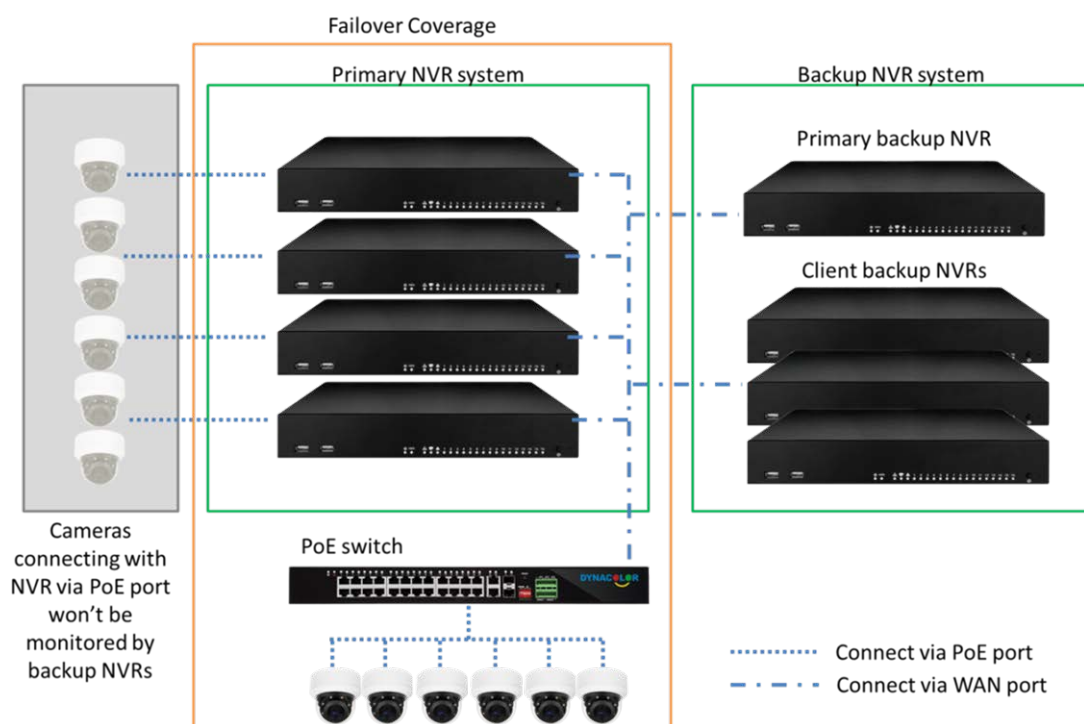 Failover Coverage
Primary NVR system
Backup NVR system
Primary backup NVR
Client backup NVRs
Cameras
connecting with
NVR via PoE port
won't be
monitored by
backup NVRs
PoE switch
DYNACOLOR
Connect via PoE port
Connect via WAN port